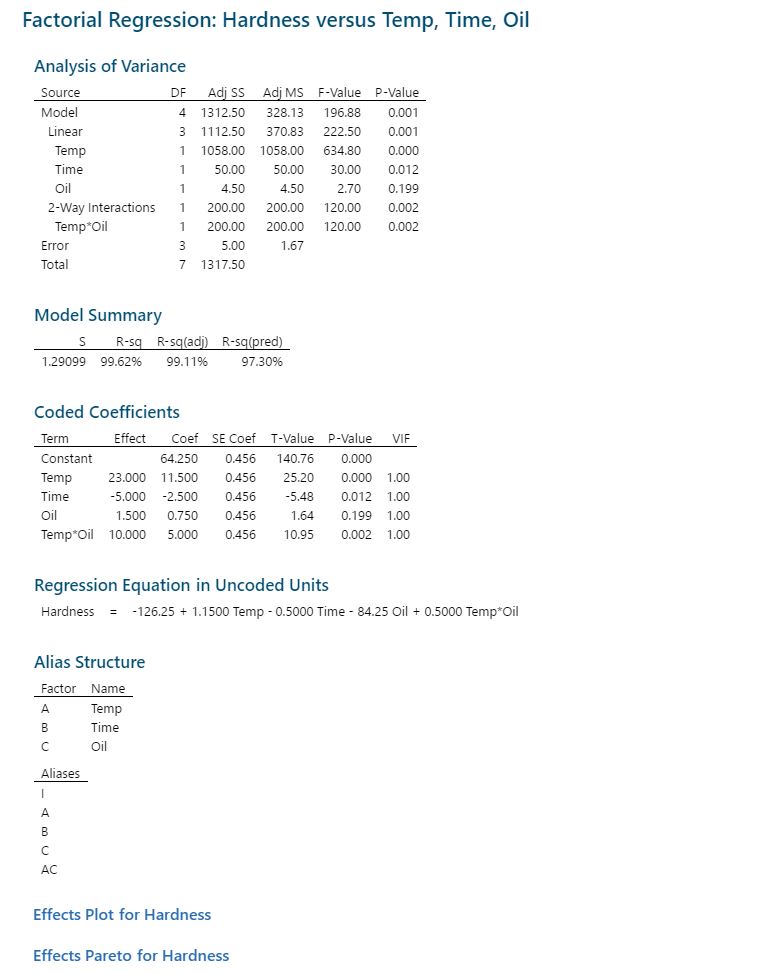 Factorial Regression: Hardness versus Temp, Time, Oil
Analysis of Variance
Source DF Adj SS Adj MS F-Value P-Value
Model 4 1312.50 328.13 196.88 0.001
Linear 3 1112.50 370.83 222.50 0.001
Temp 1 1058.00 1058.00 634.80 0.000
Time 1 50.00 50.00 30.00 0.012
Oil 1 4.50 4.50 2.70 0.199
2-Way Interactions 1 200.00 200.00 120.00 0.002
Temp*Oil 1 200.00 200.00 120.00 0.002
Error 3 5.00 1.67
Total 7 1317.50
Model Summary
S R-sq R-sq(adj) R-sq(pred)
1.29099 99.62% 99.11% 97.30%
Coded Coefficients
Term Effect Coef SE Coef T-Value P-Value VIF
Constant 64.250 0.456 140.76 0.000
Temp 23.000 11.500 0.456 25.20 0.000 1.00
Time -5.000 -2.500 0.456 -5.48 0.012 1.00
Oil 1.500 0.750 0.456 1.64 0.199 1.00
Temp*Oil 10.000 5.000 0.456 10.95 0.002 1.00
Regression Equation in Uncoded Units
Hardness = -126.25 + 1.1500 Temp - 0.5000 Time - 84.25 Oil + 0.5000 Temp*Oil
Alias Structure
Factor Name
A Temp
B Time
C Oil
Aliases
I
A
B
C
AC
Effects Plot for Hardness
Effects Pareto for Hardness